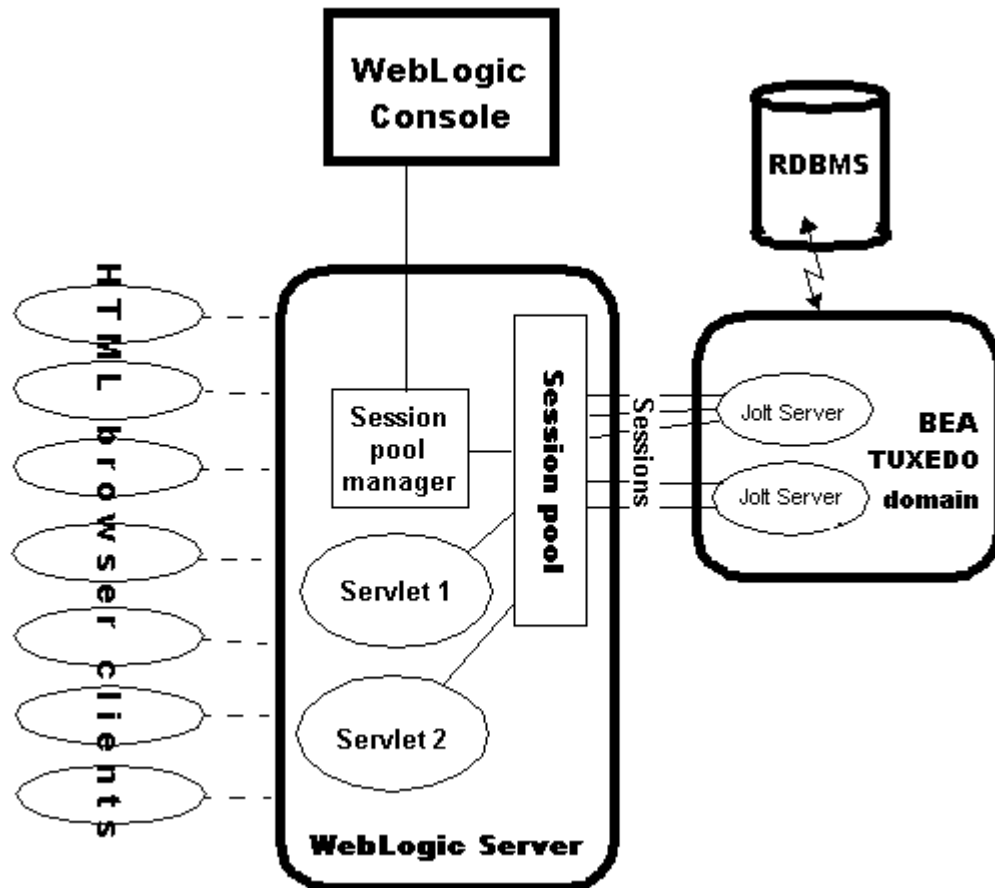 WebLogic
Console
RDBMS
HTML browser clients
Session
pool
manager
Session pool
Sessions
Jolt Server
Jolt Server
BEA
TUXEDO
domain
Servlet 1
Servlet 2
WebLogic Server